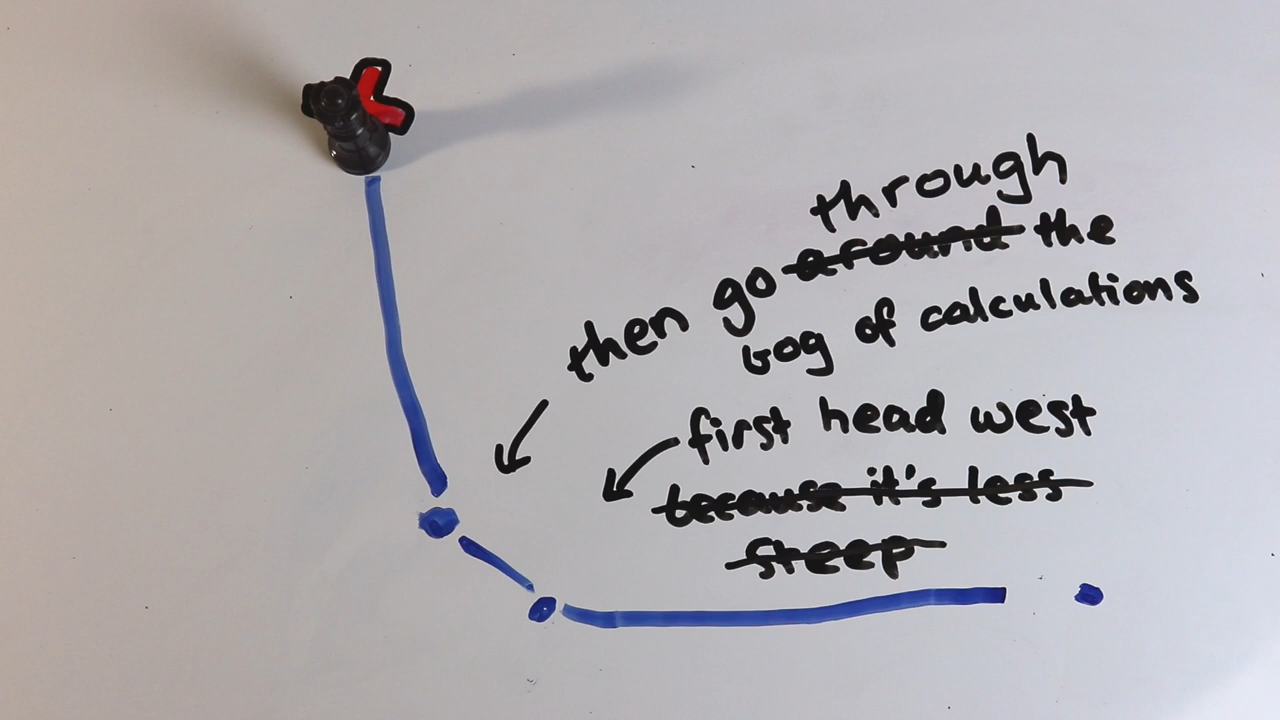 through
then go around the
bog of calculations
first head west
because it's less
steep